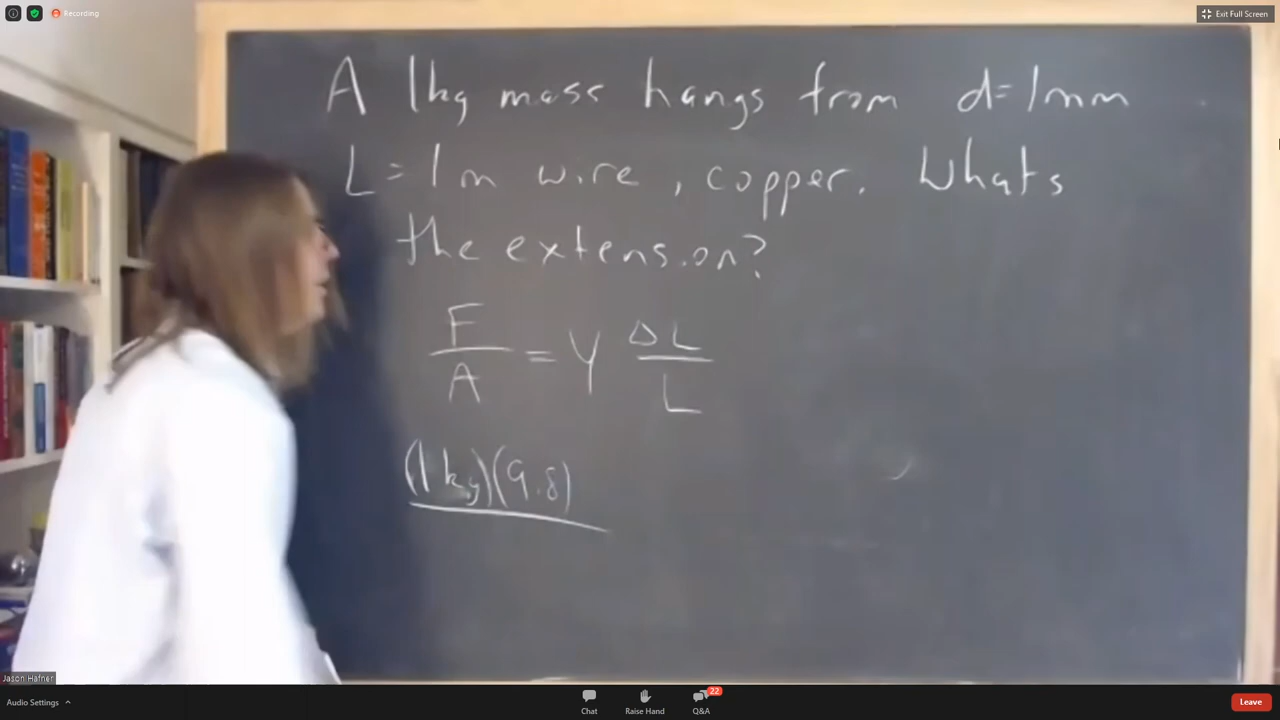 Recording
Exit Full Screen
A 1kg mass hangs from d=1mm
L=1m wire, copper. Whats
the extension?
F/A = Y ΔL/L
(1kg)(9.8)
Jason Hafner
Audio Settings
Chat
Raise Hand
22
Q&A
Leave